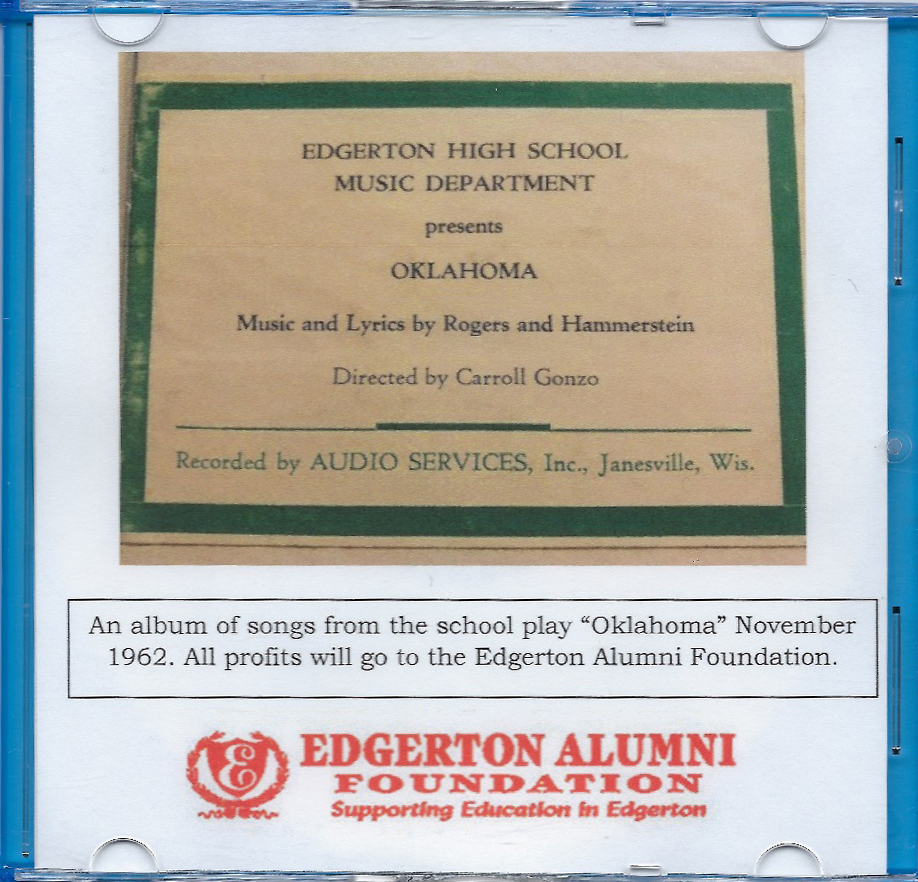 EDGERTON HIGH SCHOOL
MUSIC DEPARTMENT
presents
OKLAHOMA
Music and Lyrics by Rogers and Hammerstein
Directed by Carroll Gonzo
Recorded by AUDIO SERVICES, Inc., Janesville, Wis.
An album of songs from the school play “Oklahoma” November
1962. All profits will go to the Edgerton Alumni Foundation.
E
EDGERTON ALUMNI
FOUNDATION
Supporting Education in Edgerton